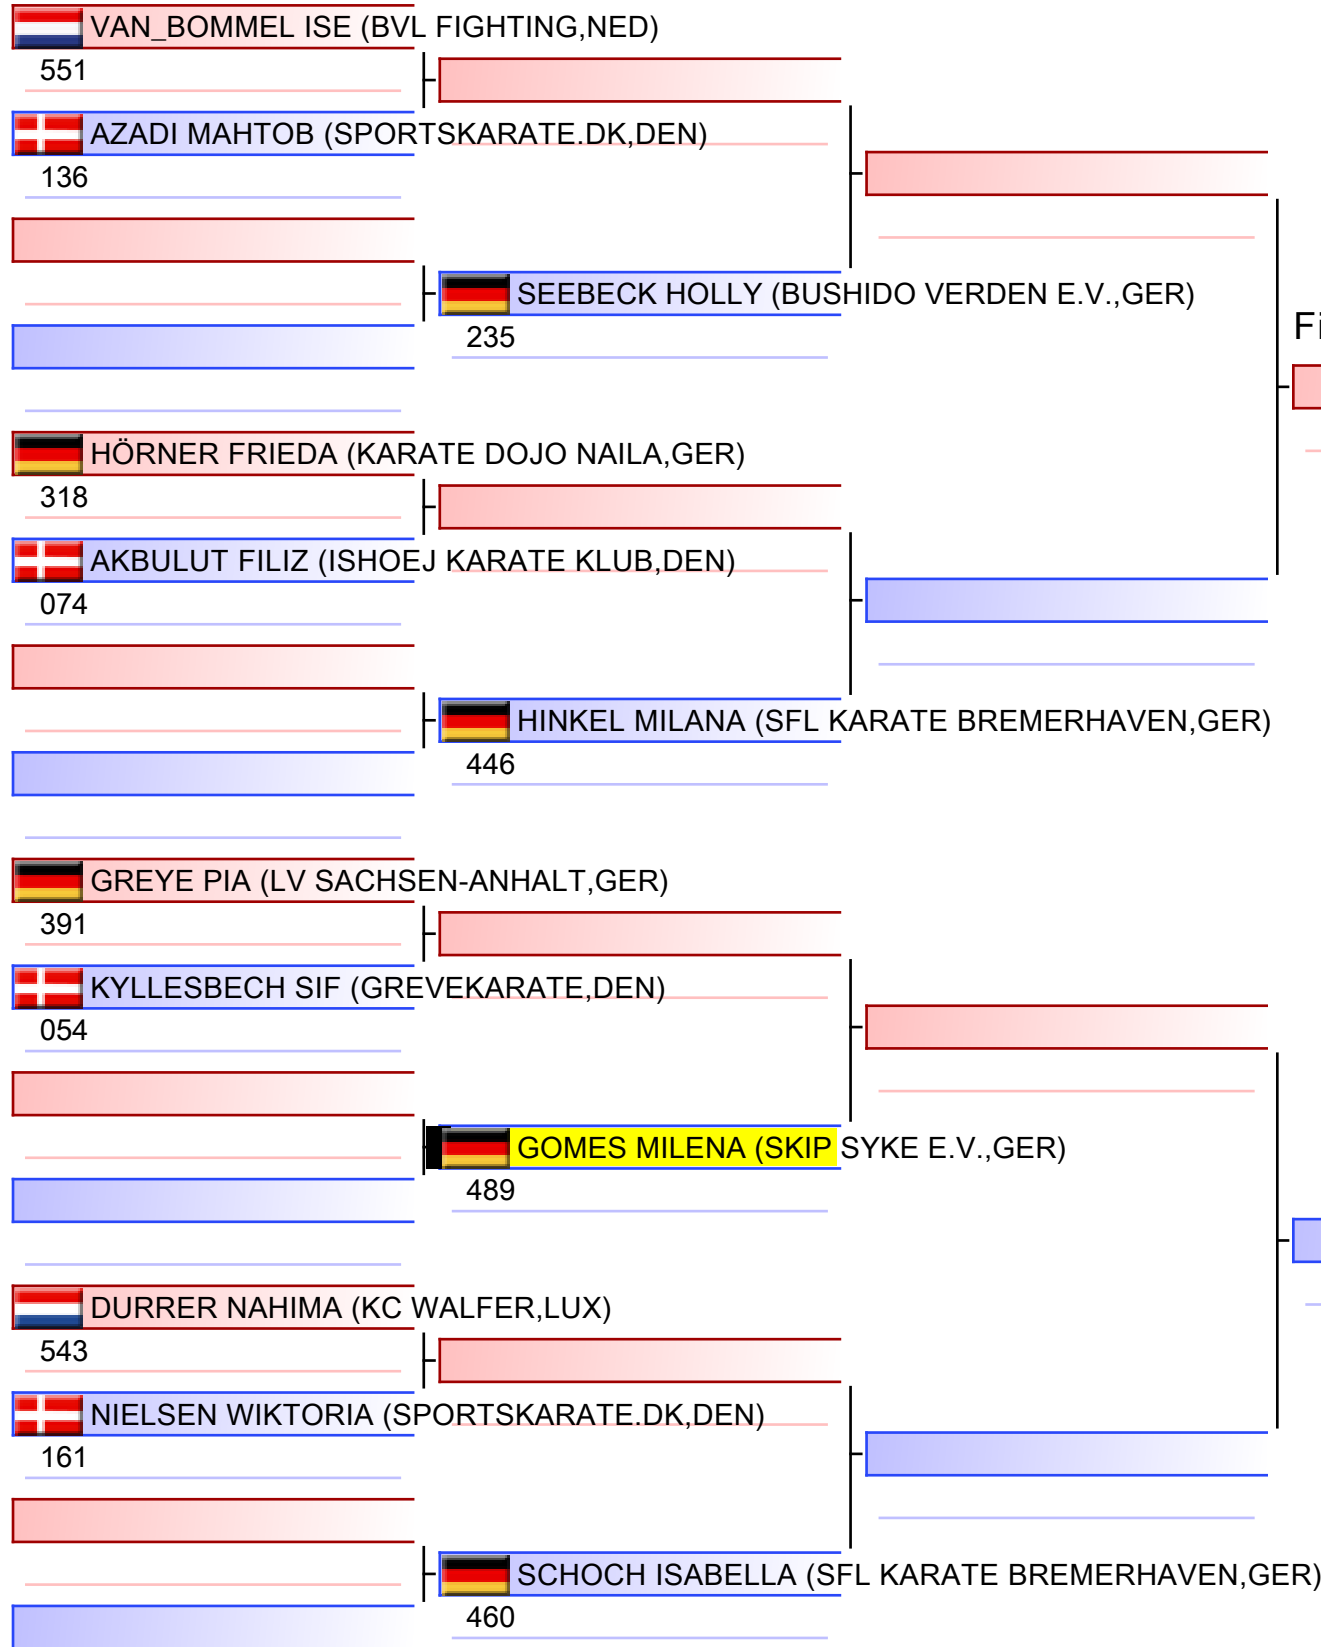 VAN_BOMMEL ISE (BVL FIGHTING,NED)
551
AZADI MAHTOB (SPORTSKARATE.DK,DEN)
136
SEEBECK HOLLY (BUSHIDO VERDEN E.V.,GER)
235
Fi
HÖRNER FRIEDA (KARATE DOJO NAILA,GER)
318
AKBULUT FILIZ (ISHOEJ KARATE KLUB,DEN)
074
HINKEL MILANA (SFL KARATE BREMERHAVEN,GER)
446
GREYE PIA (LV SACHSEN-ANHALT,GER)
391
KYLLESBECH SIF (GREVEKARATE,DEN)
054
GOMES MILENA (SKIP SYKE E.V.,GER)
489
DURRER NAHIMA (KC WALFER,LUX)
543
NIELSEN WIKTORIA (SPORTSKARATE.DK,DEN)
161
SCHOCH ISABELLA (SFL KARATE BREMERHAVEN,GER)
460